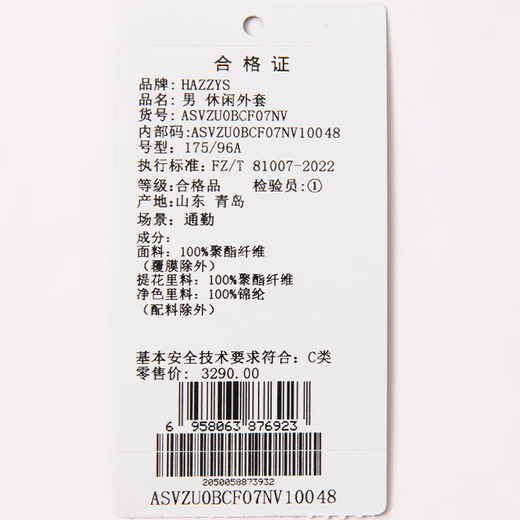 合格证
品牌: HAZZYS
品名: 男 休闲外套
货号: ASVZU0BCF07NV
内部码:ASVZU0BCF07NV10048
号型: 175/96A
执行标准: FZ/T 81007-2022
等级:合格品 检验员:①
产地:山东 青岛
场景: 通勤
成分:
面料: 100%聚酯纤维
(覆膜除外)
提花里料: 100%聚酯纤维
净色里料: 100%锦纶
(配料除外)
基本安全技术要求符合: C类
零售价: 3290.00
6 958063 876923
2050058873932
ASVZU0BCF07NV10048